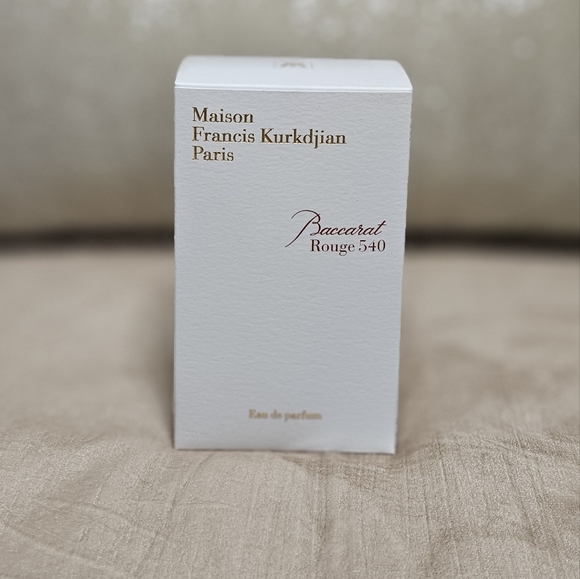 Maison
Francis Kurkdjian
Paris
Baccarat
Rouge 540
Eau de parfum